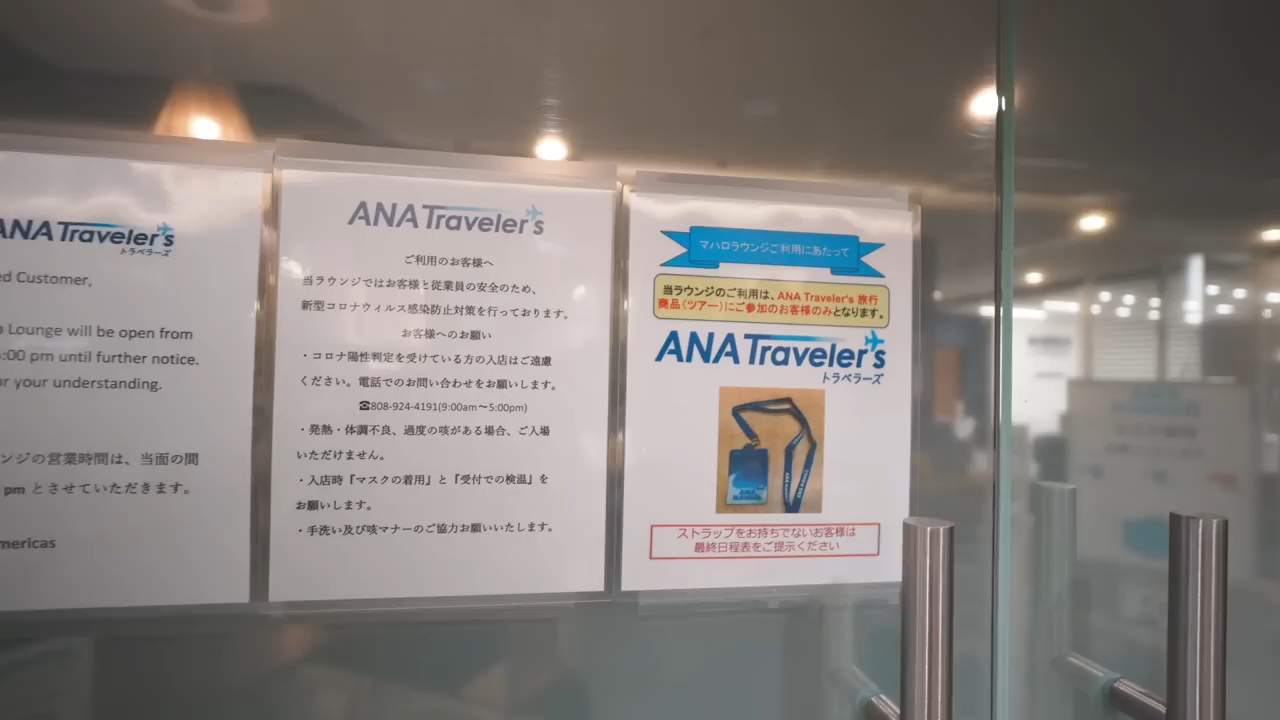 ANA Traveler's
トラベラーズ
ed Customer,
Lounge will be open from
:00 pm until further notice.
your understanding.
ンジの営業時間は、当面の間
pm とさせていただきます。
mericas
ANA Traveler's
ご利用のお客様へ
当ラウンジではお客様と従業員の安全のため、
新型コロナウィルス感染防止対策を行っております。
お客様へのお願い
・コロナ陽性判定を受けている方の入店はご遠慮
ください。電話でのお問い合わせをお願いします。
☎808-924-4191(9:00am～5:00pm)
・発熱・体調不良、過度の咳がある場合、ご入場
いただけません。
・入店時『マスクの着用』と『受付での検温』を
お願いします。
・手洗い及び咳マナーのご協力お願いいたします。
マハロラウンジご利用にあたって
当ラウンジのご利用は、ANA Traveler's 旅行
商品（ツアー）にご参加のお客様のみとなります。
ANA Traveler's
トラベラーズ
ストラップをお持ちでないお客様は
最終日程表をご提示ください